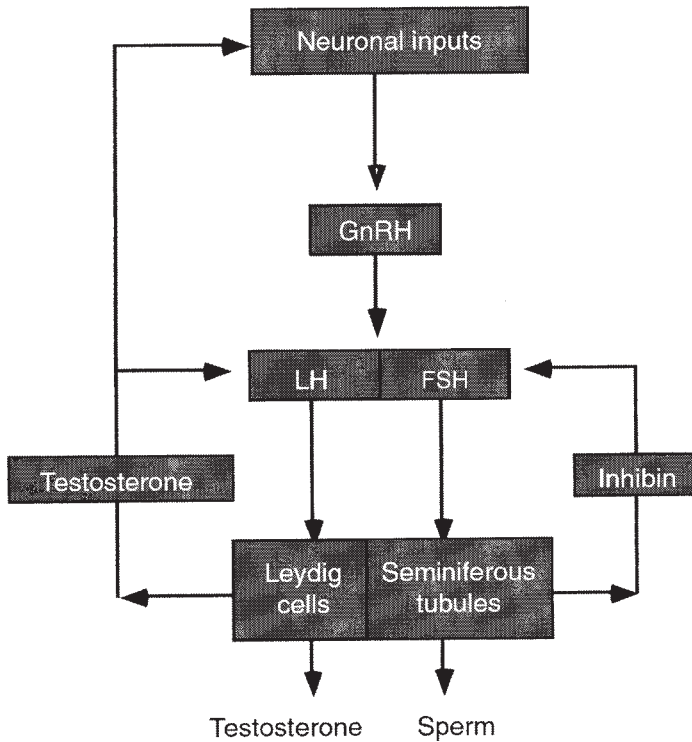 Neuronal inputs
GnRH
LH
FSH
Testosterone
Inhibin
Leydig
cells
Seminiferous
tubules
Testosterone
Sperm